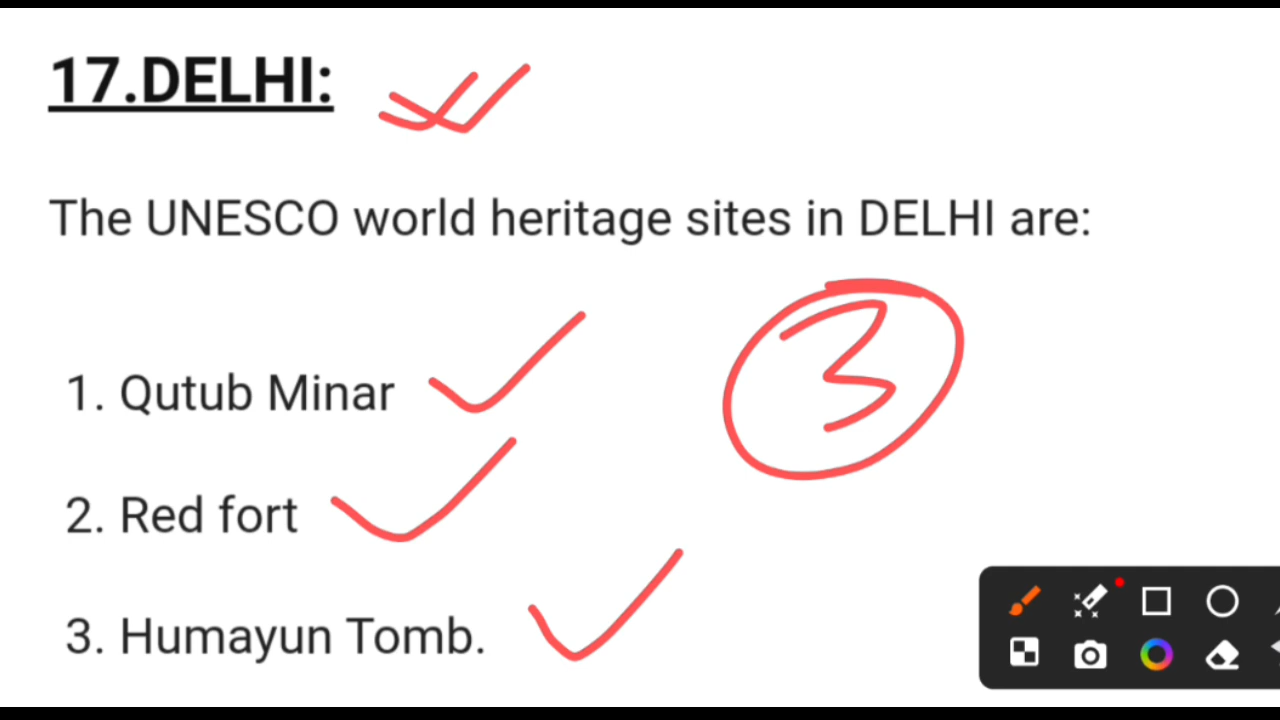 17.DELHI:
The UNESCO world heritage sites in DELHI are:
1. Qutub Minar
3
2. Red fort
3. Humayun Tomb.